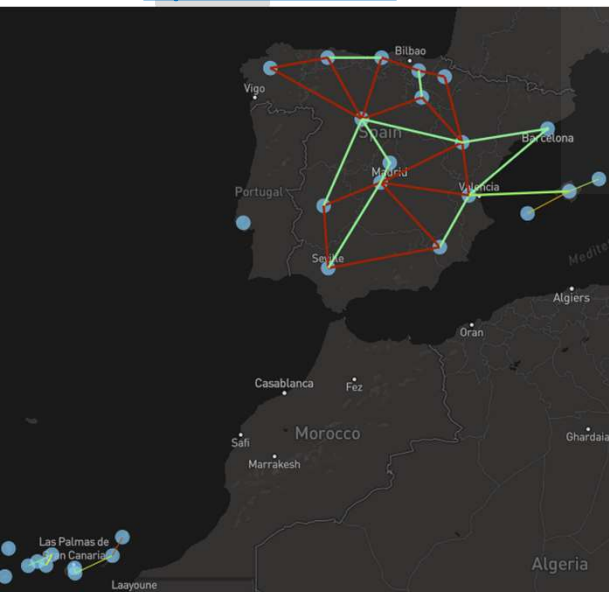 Bilbao
Vigo
Spain
Barcelona
Madrid
Portugal
Valencia
Seville
Algiers
Oran
Casablanca
Fez
Safi
Morocco
Ghardaia
Marrakesh
Las Palmas de
Gran Canaria
Laayoune
Algeria